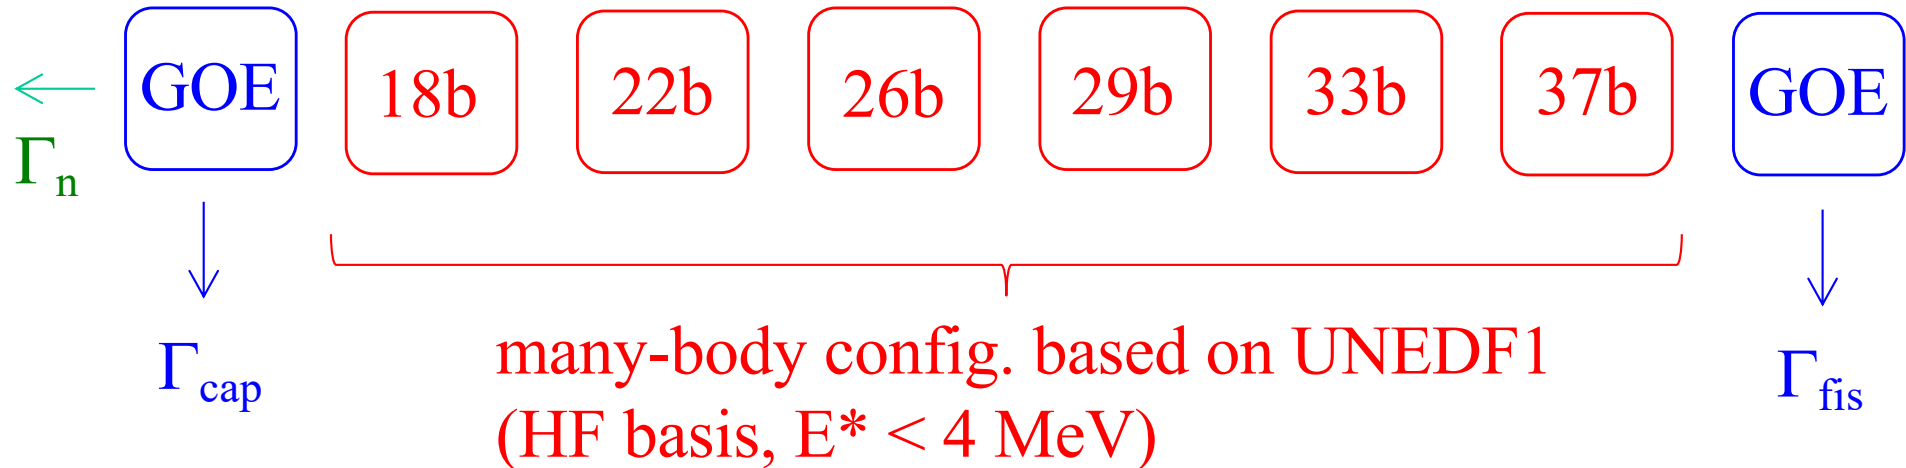 GOE 18b 22b 26b 29b 33b 37b GOE
Γn
Γcap
many-body config. based on UNEDF1
(HF basis, E* < 4 MeV)
Γfis